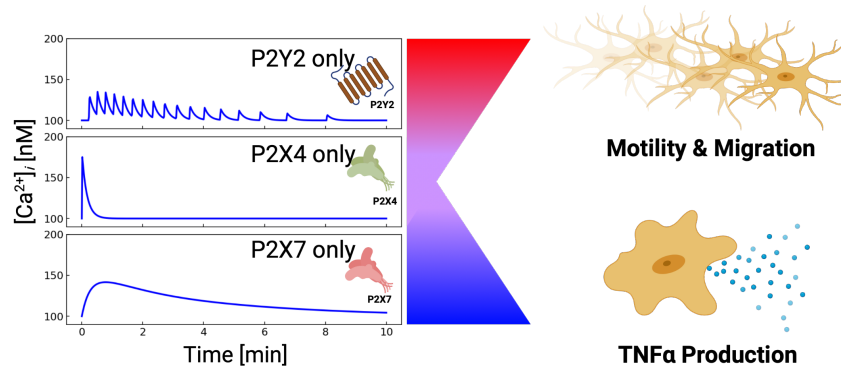 [Ca²⁺]ᵢ [nM]
200
150
100
P2Y2 only
P2Y2
200
150
100
P2X4 only
P2X4
200
150
100
P2X7 only
P2X7
0 2 4 6 8 10
Time [min]
Motility & Migration
TNFα Production